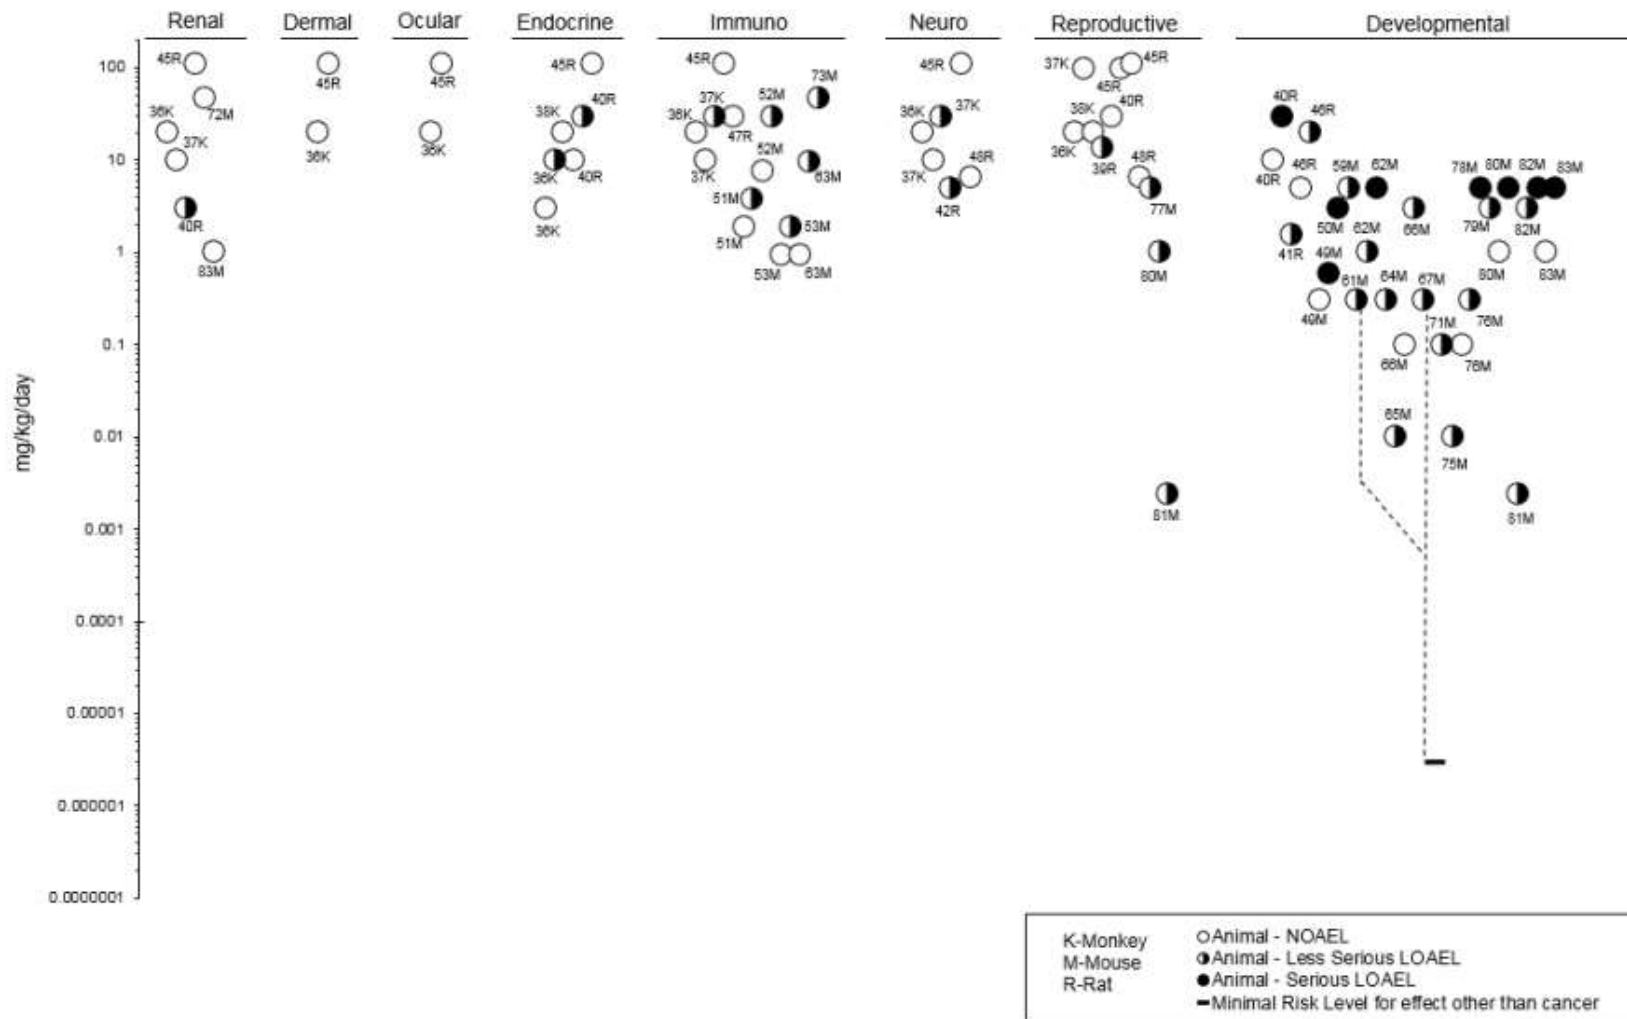 Renal Dermal Ocular Endocrine Immuno Neuro Reproductive Developmental
mg/kg/day
100
10
1
0.1
0.01
0.001
0.0001
0.00001
0.000001
0.0000001
45R
72M
36K
37K
40R
83M
45R
36K
45R
36K
45R
40R
38K
36K
40R
36K
45R
73M
37K
52M
36K
47R
52M
37K
63M
51M
51M
53M
53M
63M
45R
36K
37K
48R
37K
42R
37K
45R
45R
38K
40R
36K
39R
48R
77M
80M
81M
40R
46R
40R
46R
59M
62M
78M
80M
82M
83M
50M
62M
66M
79M
82M
41R
49M
80M
83M
61M
64M
67M
49M
71M
76M
66M
76M
65M
75M
81M
K-Monkey
M-Mouse
R-Rat
Animal - NOAEL
Animal - Less Serious LOAEL
Animal - Serious LOAEL
Minimal Risk Level for effect other than cancer